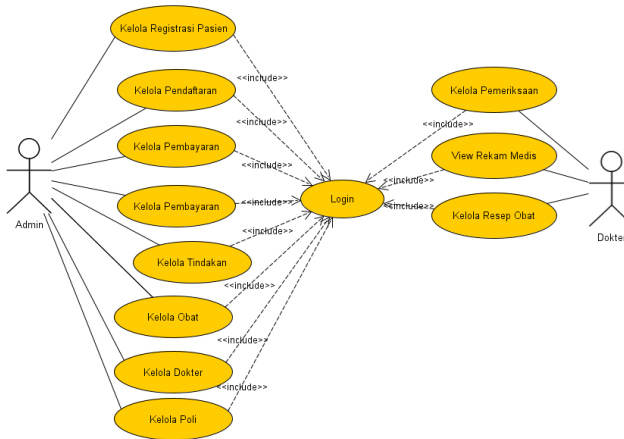 Kelola Registrasi Pasien
<<include>>
Kelola Pendaftaran
<<include>>
Kelola Pembayaran
<<include>>
Kelola Pembayaran
<<include>>
Kelola Tindakan
<<include>>
Kelola Obat
<<include>>
Kelola Dokter
<<include>>
Kelola Poli
<<include>>
Admin
Login
Kelola Pemeriksaan
<<include>>
View Rekam Medis
<<include>>
Kelola Resep Obat
<<include>>
Dokter